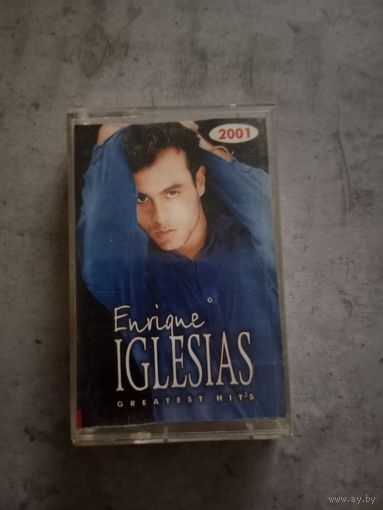 2001
Enrique
IGLESIAS
GREATEST HITS
www.ay.by